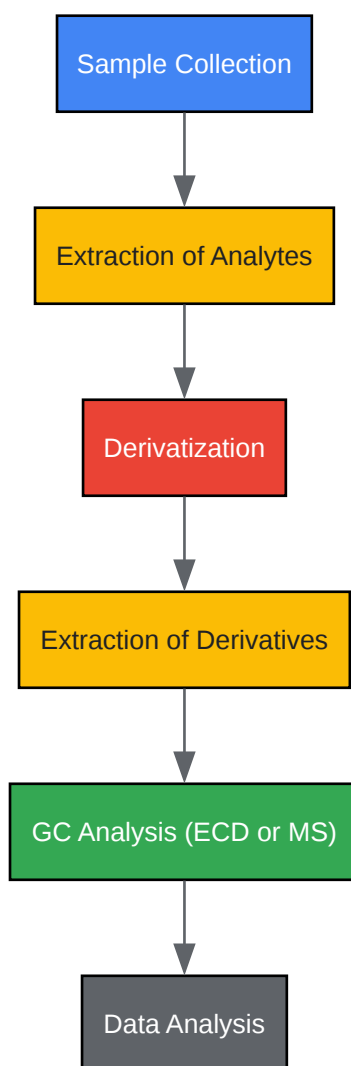 Sample Collection
Extraction of Analytes
Derivatization
Extraction of Derivatives
GC Analysis (ECD or MS)
Data Analysis